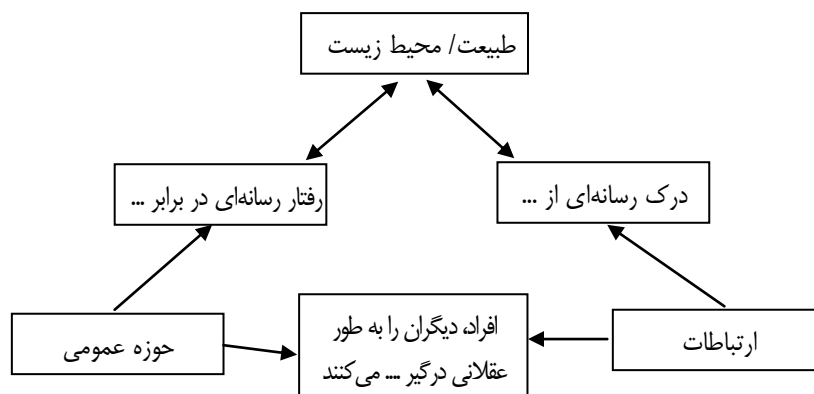 طبیعت/ محیط زیست
درک رسانه‌ای از ...
رفتار رسانه‌ای در برابر ...
ارتباطات
افراد، دیگران را به طور
عقلانی درگیر .... می‌کنند
حوزه عمومی